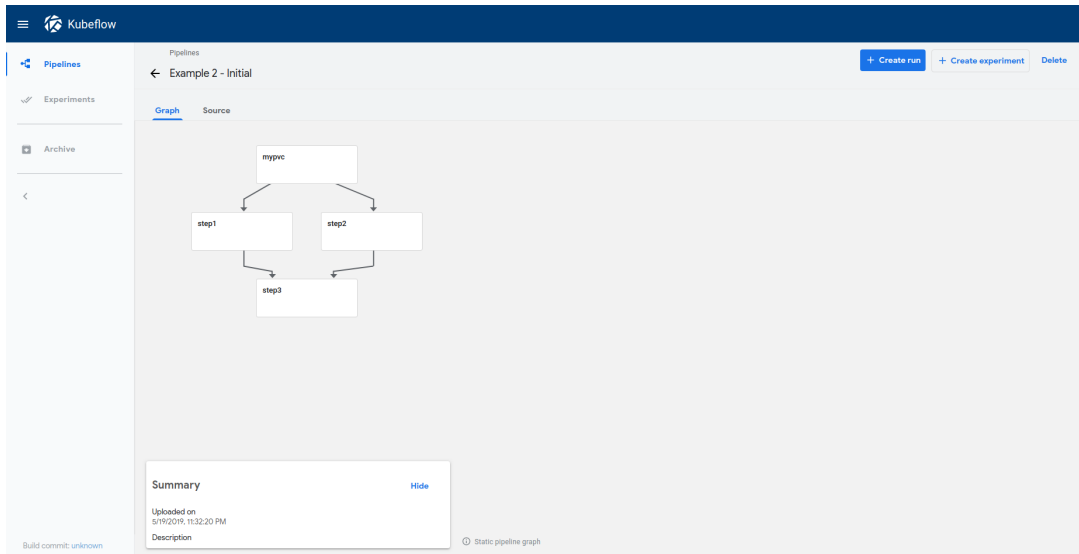 Kubeflow
Pipelines
Experiments
Archive
Build commit: unknown
Pipelines
Example 2 - Initial
+ Create run
+ Create experiment
Delete
Graph
Source
mypvc
step1
step2
step3
Summary
Hide
Uploaded on
5/19/2019, 11:32:20 PM
Description
Static pipeline graph